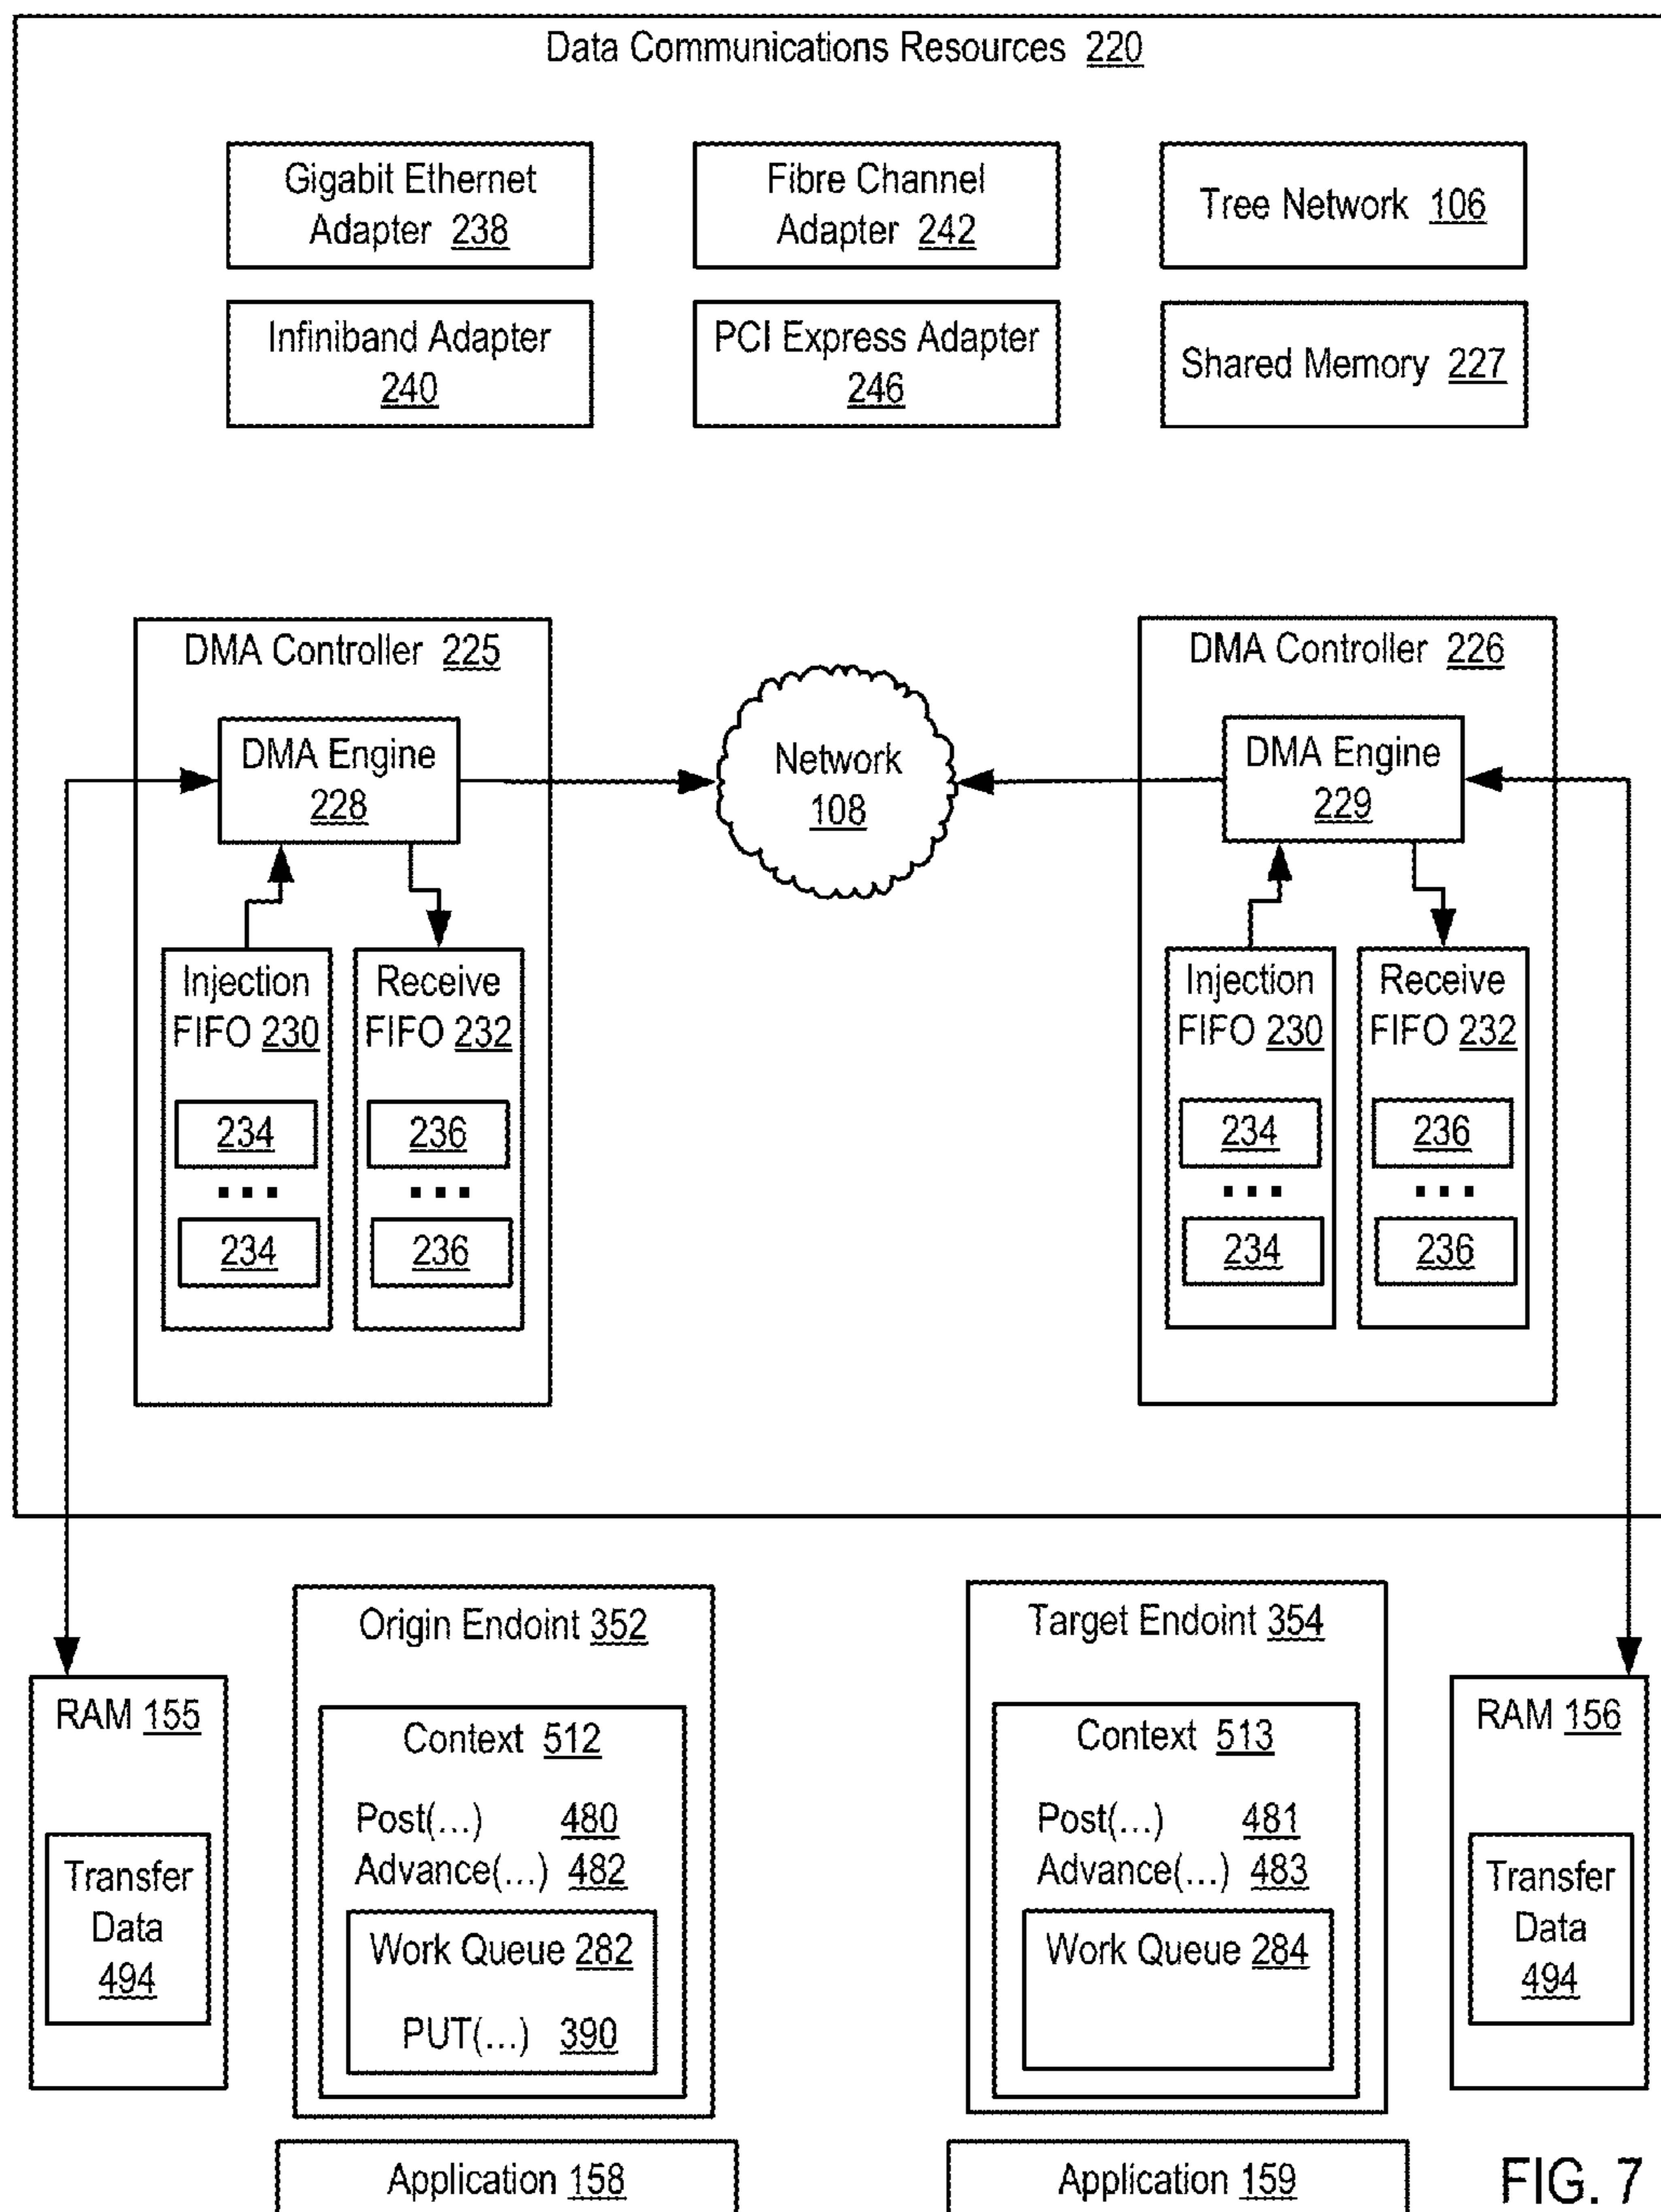 Data Communications Resources 220
Gigabit Ethernet
Adapter 238
Fibre Channel
Adapter 242
Tree Network 106
Infiniband Adapter
240
PCI Express Adapter
246
Shared Memory 227
DMA Controller 225
DMA Engine
228
Injection
FIFO 230
234
...
234
Receive
FIFO 232
236
...
236
Network
108
DMA Controller 226
DMA Engine
229
Injection
FIFO 230
234
...
234
Receive
FIFO 232
236
...
236
RAM 155
Transfer
Data
494
Origin Endoint 352
Context 512
Post(...) 480
Advance(...) 482
Work Queue 282
PUT(...) 390
Target Endoint 354
Context 513
Post(...) 481
Advance(...) 483
Work Queue 284
RAM 156
Transfer
Data
494
Application 158
Application 159
FIG. 7